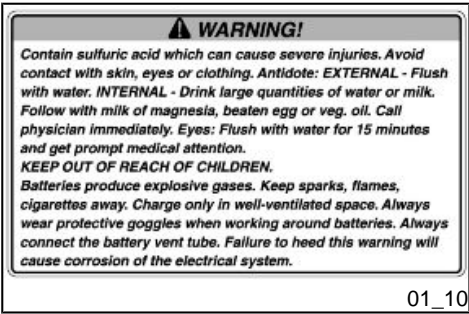 WARNING!
Contain sulfuric acid which can cause severe injuries. Avoid
contact with skin, eyes or clothing. Antidote: EXTERNAL - Flush
with water. INTERNAL - Drink large quantities of water or milk.
Follow with milk of magnesia, beaten egg or veg. oil. Call
physician immediately. Eyes: Flush with water for 15 minutes
and get prompt medical attention.
KEEP OUT OF REACH OF CHILDREN.
Batteries produce explosive gases. Keep sparks, flames,
cigarettes away. Charge only in well-ventilated space. Always
wear protective goggles when working around batteries. Always
connect the battery vent tube. Failure to heed this warning will
cause corrosion of the electrical system.
01_10